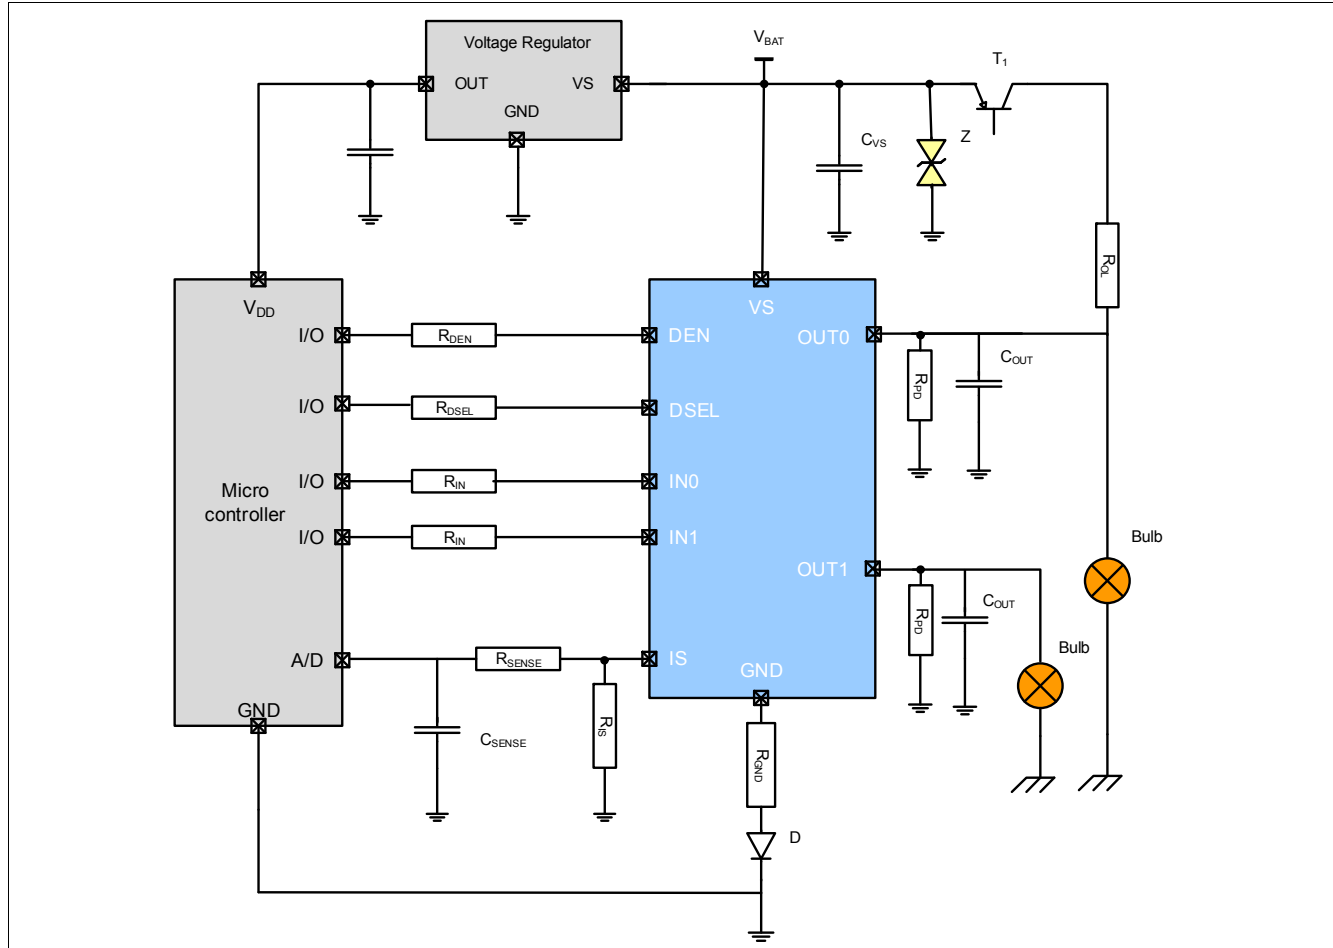 Voltage Regulator
OUT
VS
GND
VBAT
T1
CVS
Z
ROL
VDD
VS
I/O
RDEN
DEN
OUT0
COUT
RPD
I/O
RDSEL
DSEL
I/O
RIN
IN0
Micro
controller
I/O
RIN
IN1
Bulb
OUT1
COUT
RPD
A/D
RSENSE
IS
Bulb
GND
GND
RIS
CSENSE
RGND
D